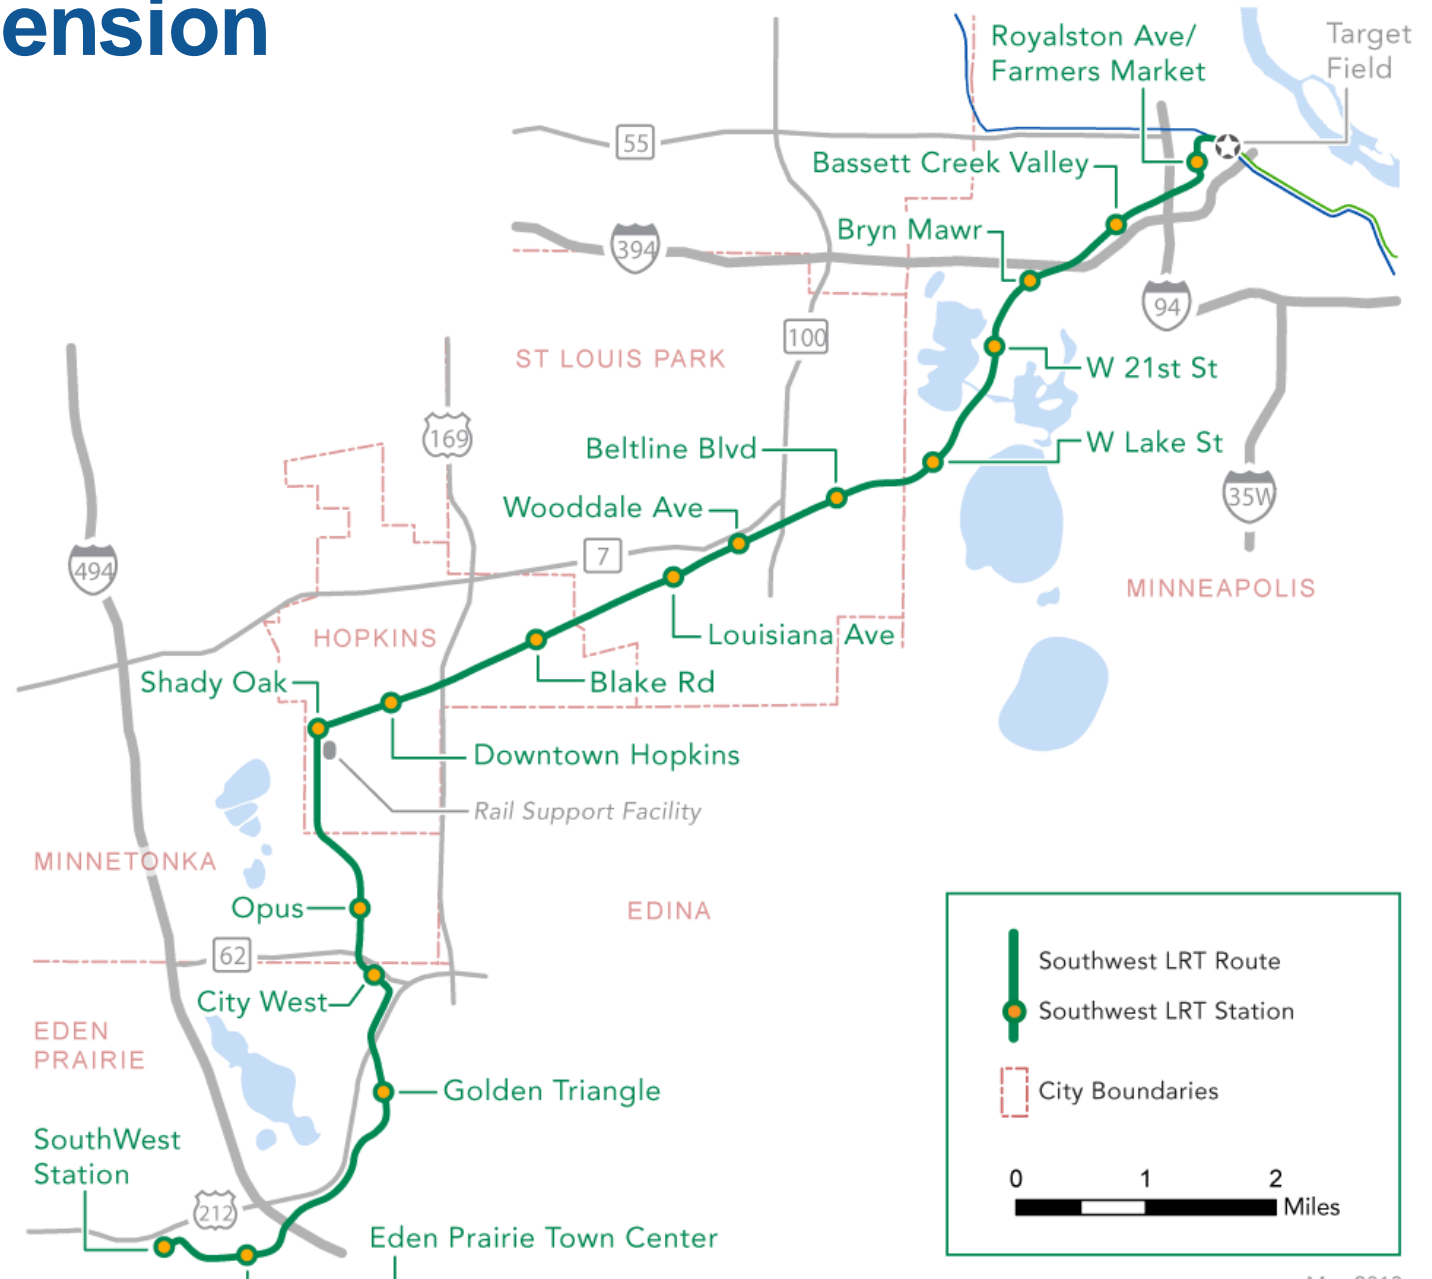 ension
Royalston Ave/
Farmers Market
Target
Field
55
Bassett Creek Valley
Bryn Mawr
394
94
100
ST LOUIS PARK
W 21st St
169
Beltline Blvd
W Lake St
35W
Wooddale Ave
7
494
MINNEAPOLIS
HOPKINS
Louisiana Ave
Shady Oak
Blake Rd
Downtown Hopkins
Rail Support Facility
MINNETONKA
Opus
EDINA
62
City West
EDEN
PRAIRIE
Golden Triangle
SouthWest
Station
212
Eden Prairie Town Center
Southwest LRT Route
Southwest LRT Station
City Boundaries
0 1 2
Miles